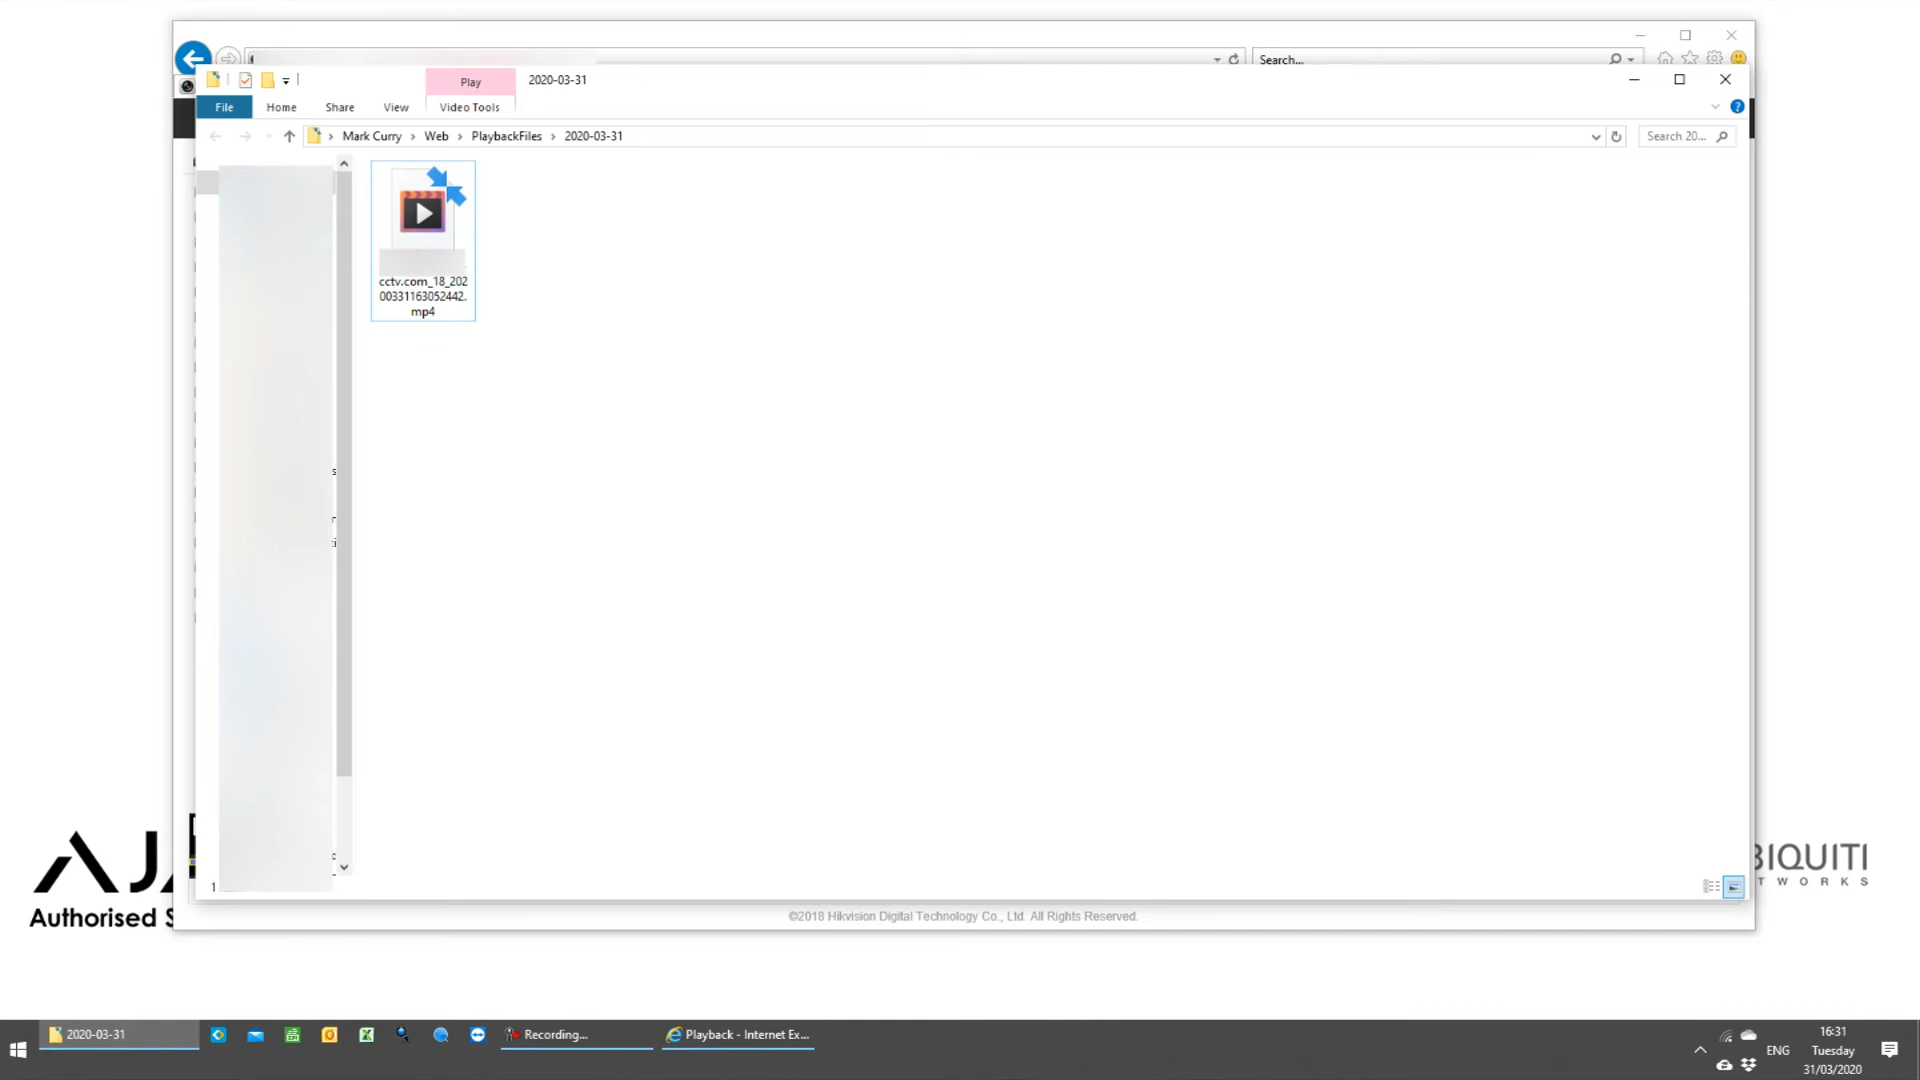 Search...
Play
2020-03-31
File
Home
Share
View
Video Tools
Mark Curry
Web
PlaybackFiles
2020-03-31
Search 20...
cctv.com_18_202
00331163052442.
mp4
1
©2018 Hikvision Digital Technology Co., Ltd. All Rights Reserved.
Authorised
2020-03-31
Recording...
Playback - Internet Ex...
ENG
16:31
Tuesday
31/03/2020